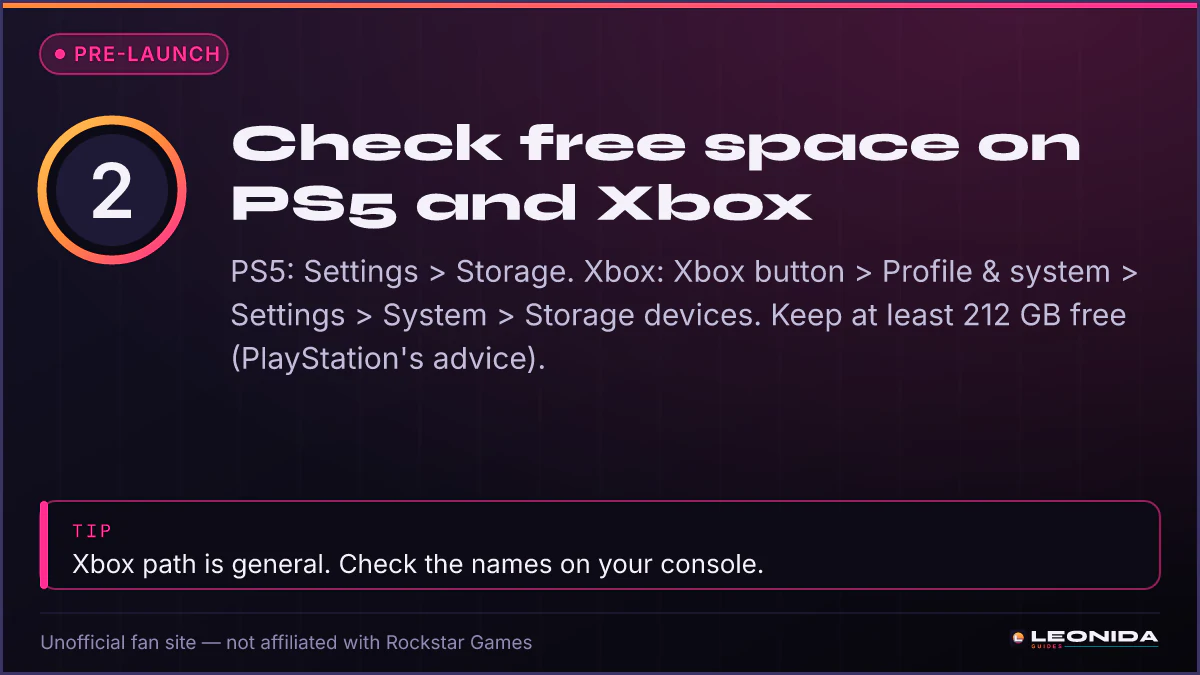 PRE-LAUNCH
2
Check free space on
PS5 and Xbox
PS5: Settings > Storage. Xbox: Xbox button > Profile & system >
Settings > System > Storage devices. Keep at least 212 GB free
(PlayStation's advice).
TIP
Xbox path is general. Check the names on your console.
Unofficial fan site — not affiliated with Rockstar Games
LEONIDA
GUIDES